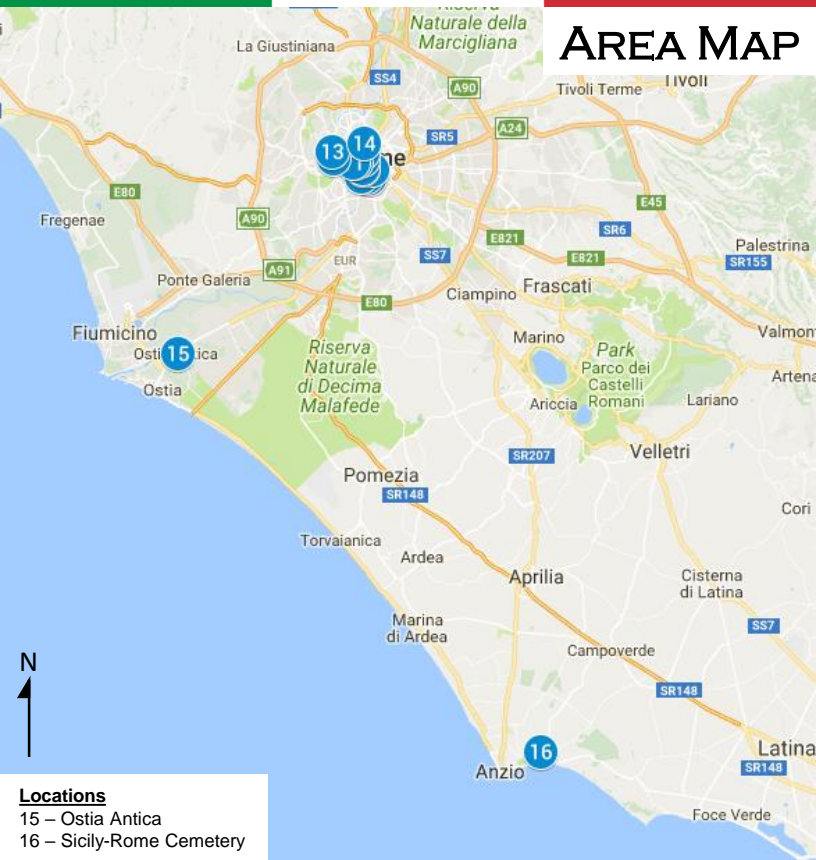 Riserva
Naturale della
Marcigliana
AREA MAP
La Giustiniana
SS4
A90
Tivoli Terme
Tivoli
SR5
A24
13
14
1
ne
E80
A90
E45
Fregenae
SR6
E821
Palestrina
SS7
E821
SR155
A91
EUR
Ponte Galeria
Ciampino
Frascati
E80
Fiumicino
Marino
Valmon
Riserva
Naturale
di Decima
Malafede
Park
Parco dei
Castelli
Romani
15
Ostia
Artena
Ariccia
Lariano
Velletri
SR207
Pomezia
SR148
Cori
Torvaianica
Ardea
Aprilia
Cisterna
di Latina
Marina
di Ardea
SS7
Campoverde
N
SR148
16
Anzio
Latina
SR148
Foce Verde
Locations
15 – Ostia Antica
16 – Sicily-Rome Cemetery